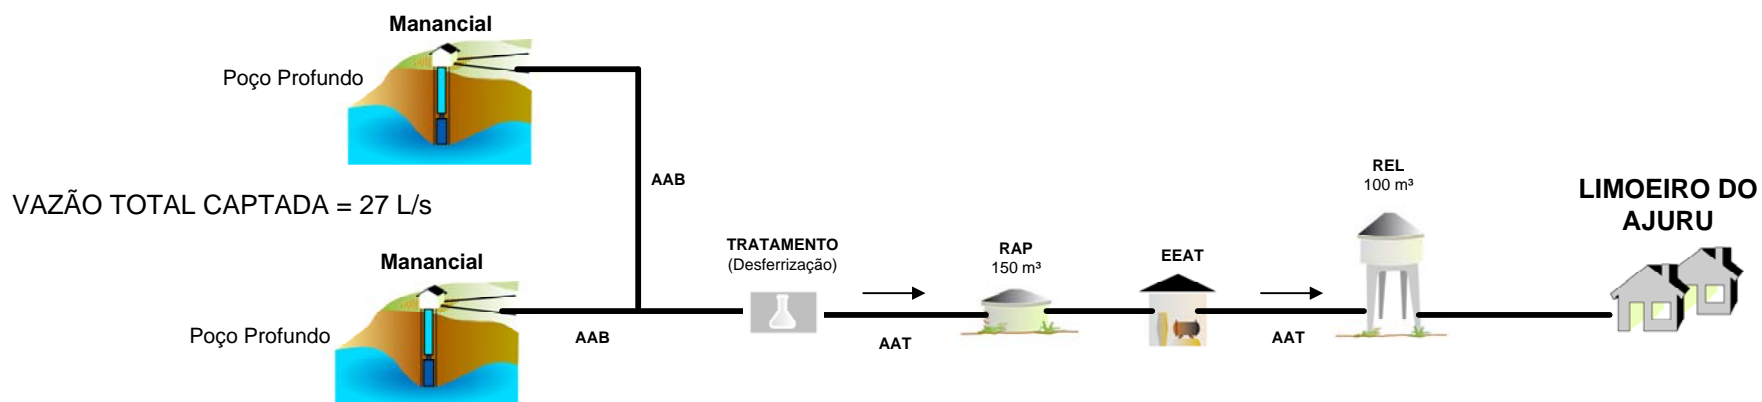 Manancial
Poço Profundo
AAB
VAZÃO TOTAL CAPTADA = 27 L/s
Manancial
Poço Profundo
AAB
TRATAMENTO
(Desferrização)
AAT
RAP
150 m³
EEAT
AAT
REL
100 m³
LIMOEIRO DO
AJURU